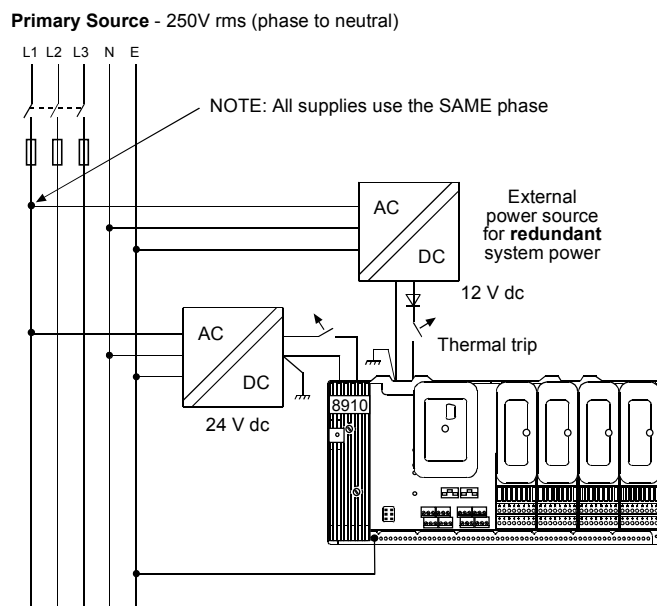 Primary Source - 250V rms (phase to neutral)
L1 L2 L3 N E
NOTE: All supplies use the SAME phase
AC
DC
External
power source
for redundant
system power
12 V dc
Thermal trip
AC
DC
24 V dc
8910